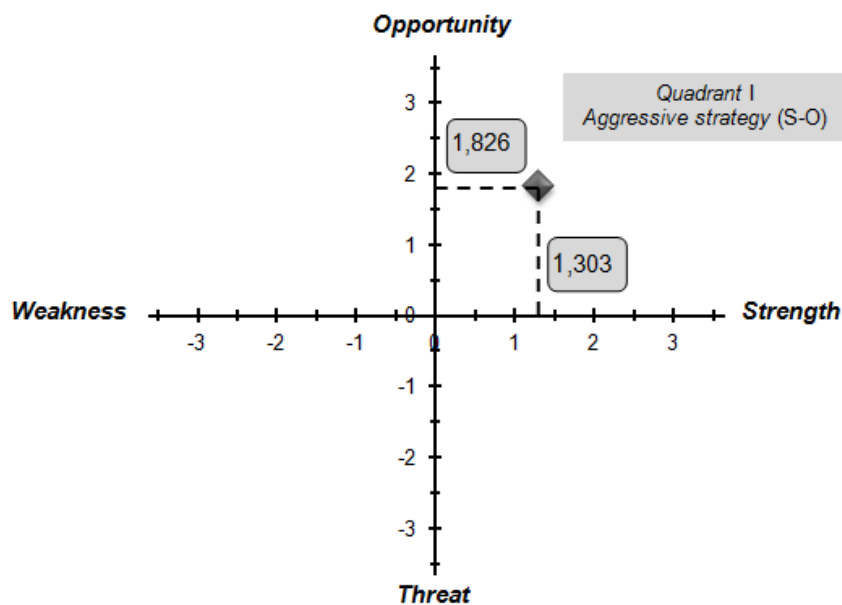 Opportunity
Quadrant I
Aggressive strategy (S-O)
3
1,826
2
1
1,303
Weakness
0
Strength
-3
-2
-1
0
1
2
3
-1
-2
-3
Threat